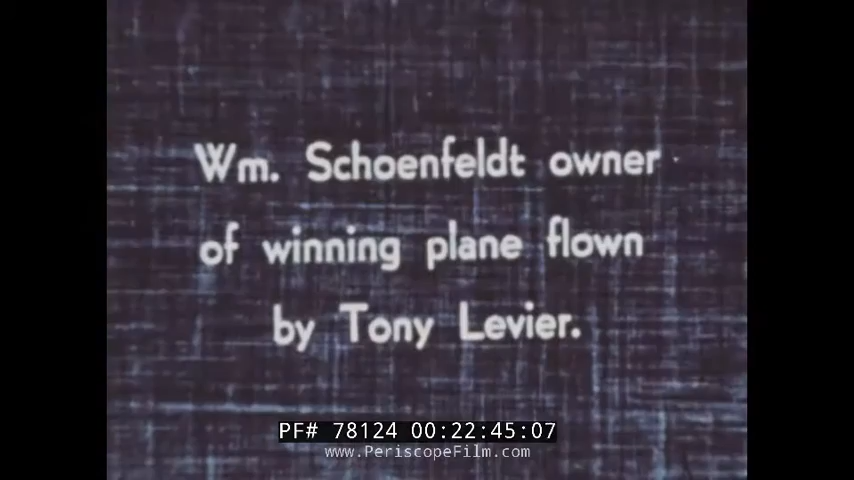 Wm. Schoenfeldt owner
of winning plane flown
by Tony Levier.
PF# 78124 00:22:45:07
www.PeriscopeFilm.com